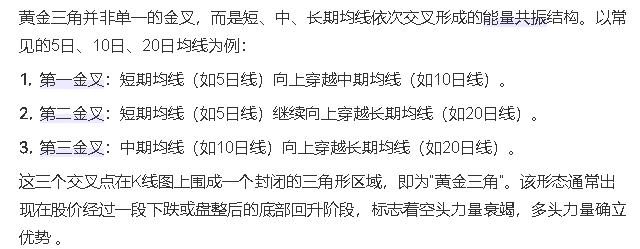 黄金三角并非单一的金叉，而是短、中、长期均线依次交叉形成的能量共振结构。以常
见的5日、10日、20日均线为例：
1. 第一金叉：短期均线（如5日线）向上穿越中期均线（如10日线）。
2. 第二金叉：短期均线（如5日线）继续向上穿越长期均线（如20日线）。
3. 第三金叉：中期均线（如10日线）向上穿越长期均线（如20日线）。
这三个交叉点在K线图上围成一个封闭的三角形区域，即为“黄金三角”。该形态通常出
现在股价经过一段下跌或盘整后的底部回升阶段，标志着空头力量衰竭，多头力量确立
优势。